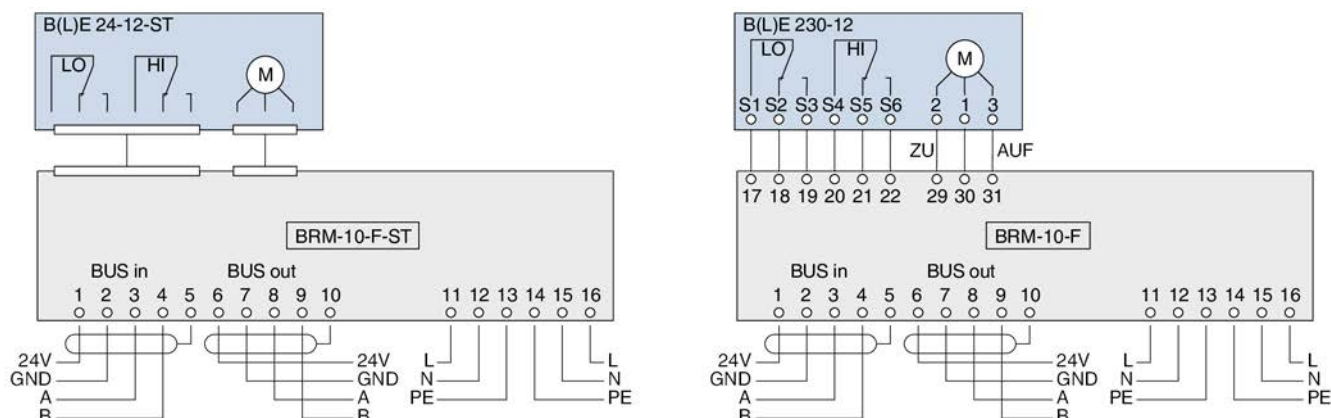 B(L)E 24-12-ST
LO HI M
BRM-10-F-ST
BUS in BUS out
1 2 3 4 5 6 7 8 9 10 11 12 13 14 15 16
24V 24V L L
GND GND N N
A A PE PE
B B
B(L)E 230-12
LO HI M
S1 S2 S3 S4 S5 S6 2 1 3
ZU AUF
17 18 19 20 21 22 29 30 31
BRM-10-F
BUS in BUS out
1 2 3 4 5 6 7 8 9 10 11 12 13 14 15 16
24V 24V L L
GND GND N N
A A PE PE
B B